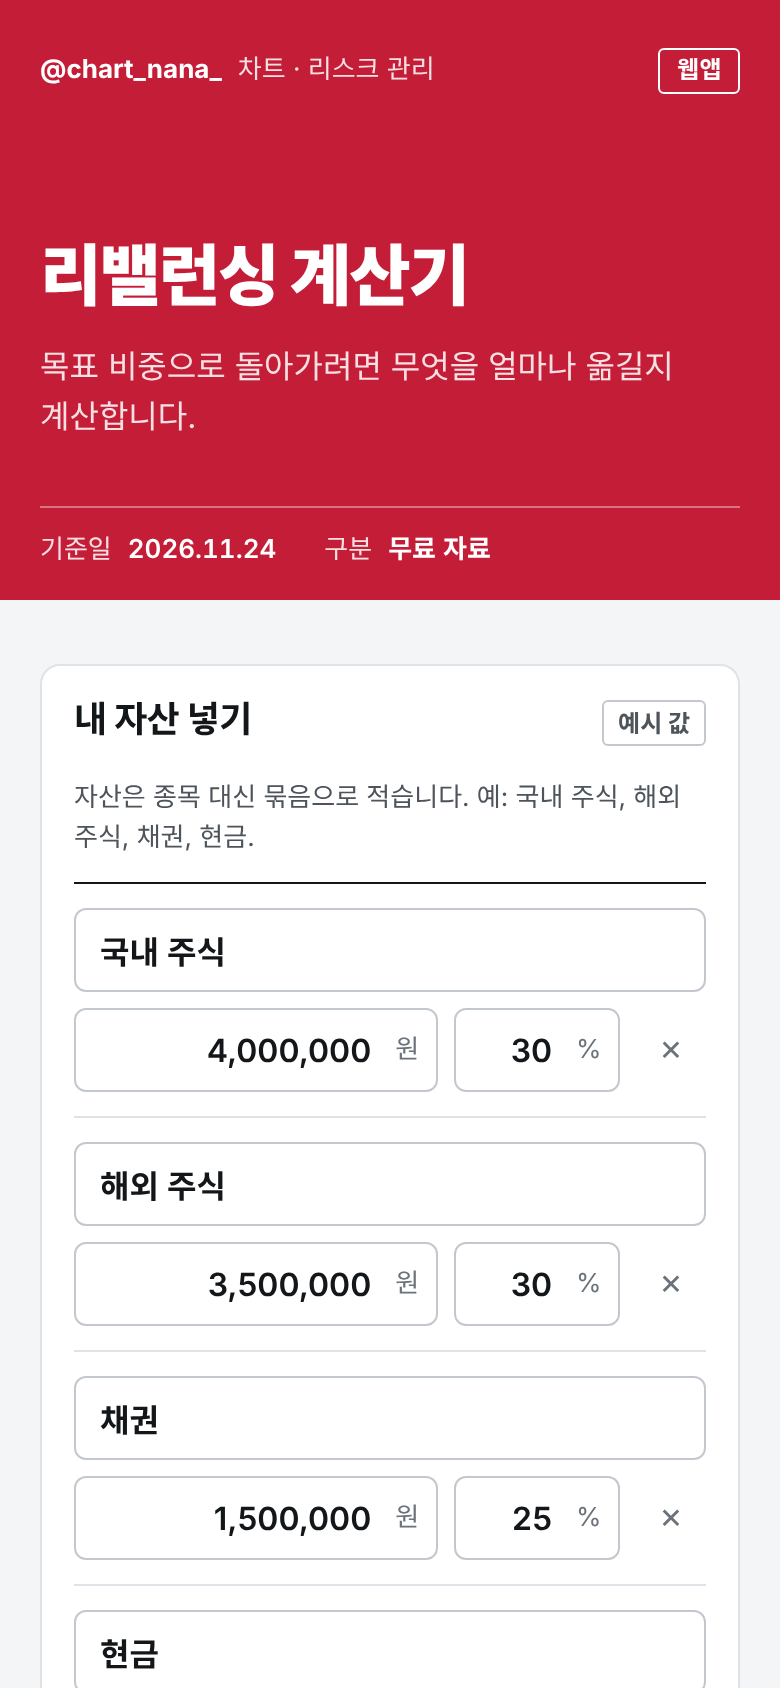 @chart_nana_ 차트 · 리스크 관리
웹앱
리밸런싱 계산기
목표 비중으로 돌아가려면 무엇을 얼마나 옮길지
계산합니다.
기준일 2026.11.24 구분 무료 자료
내 자산 넣기
예시 값
자산은 종목 대신 묶음으로 적습니다. 예: 국내 주식, 해외
주식, 채권, 현금.
국내 주식
4,000,000 원 30 % ×
해외 주식
3,500,000 원 30 % ×
채권
1,500,000 원 25 % ×
현금